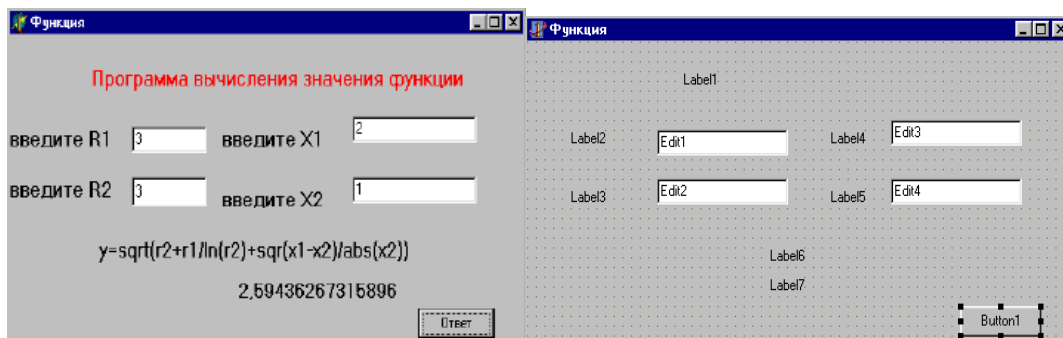 Функция
Программа вычисления значения функции
введите R1 3 введите X1 2
введите R2 3 введите X2 1
y=sqrt(r2+r1/ln(r2)+sqr(x1-x2)/abs(x2))
2,59436267315896
Ответ
Функция
Label1
Label2 Edit1 Label4 Edit3
Label3 Edit2 Label5 Edit4
Label6
Label7
Button1